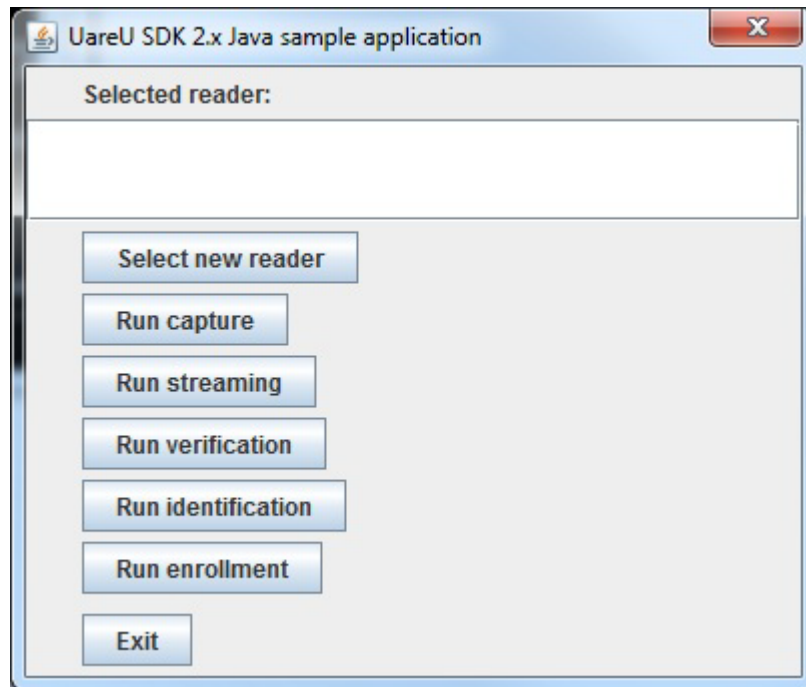 UareU SDK 2.x Java sample application
Selected reader:
Select new reader
Run capture
Run streaming
Run verification
Run identification
Run enrollment
Exit